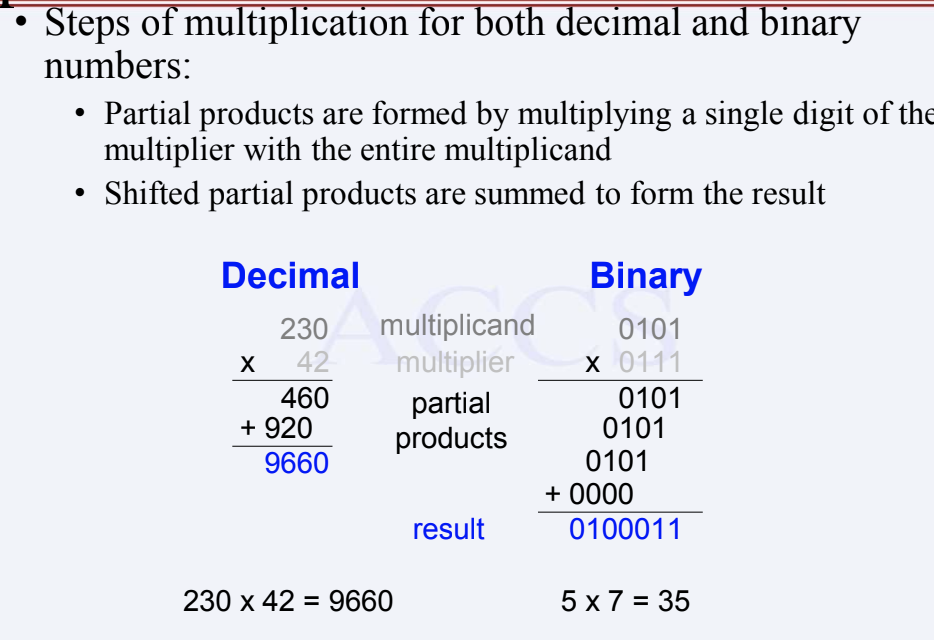 • Steps of multiplication for both decimal and binary
numbers:
• Partial products are formed by multiplying a single digit of the
multiplier with the entire multiplicand
• Shifted partial products are summed to form the result
Decimal Binary
ACCS
230 multiplicand 0101
x 42 multiplier x 0111
460 partial 0101
+ 920 products 0101
9660 0101
+ 0000
result 0100011
230 x 42 = 9660 5 x 7 = 35